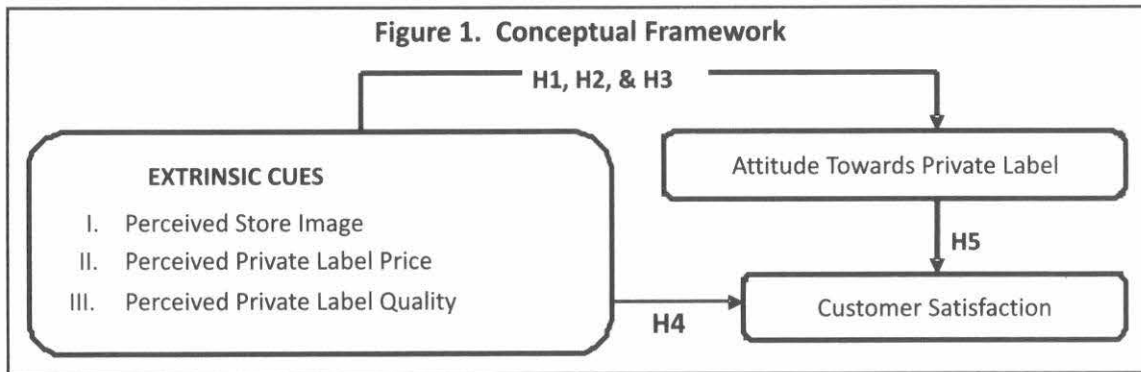 Figure 1. Conceptual Framework
H1, H2, & H3
EXTRINSIC CUES
I. Perceived Store Image
II. Perceived Private Label Price
III. Perceived Private Label Quality
Attitude Towards Private Label
H5
H4
Customer Satisfaction